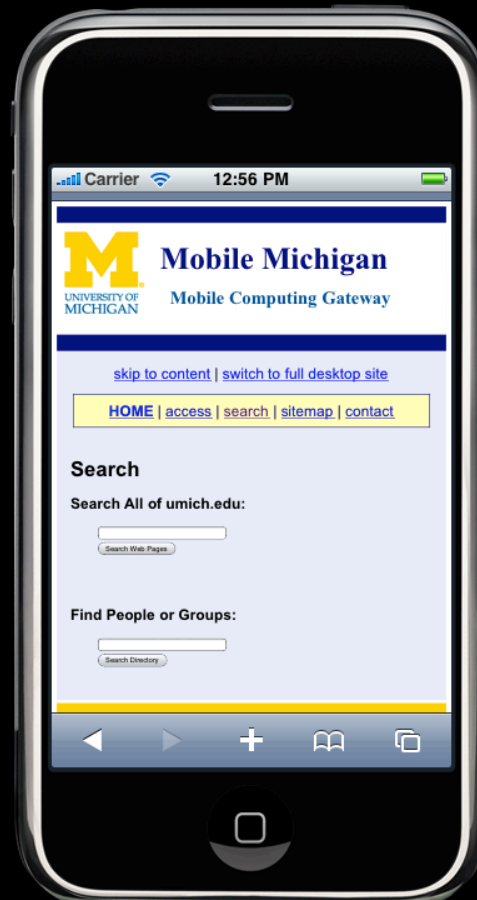 Carrier 12:56 PM
M
UNIVERSITY OF
MICHIGAN
Mobile Michigan
Mobile Computing Gateway
skip to content | switch to full desktop site
HOME | access | search | sitemap | contact
Search
Search All of umich.edu:
Search Web Pages
Find People or Groups:
Search Directory